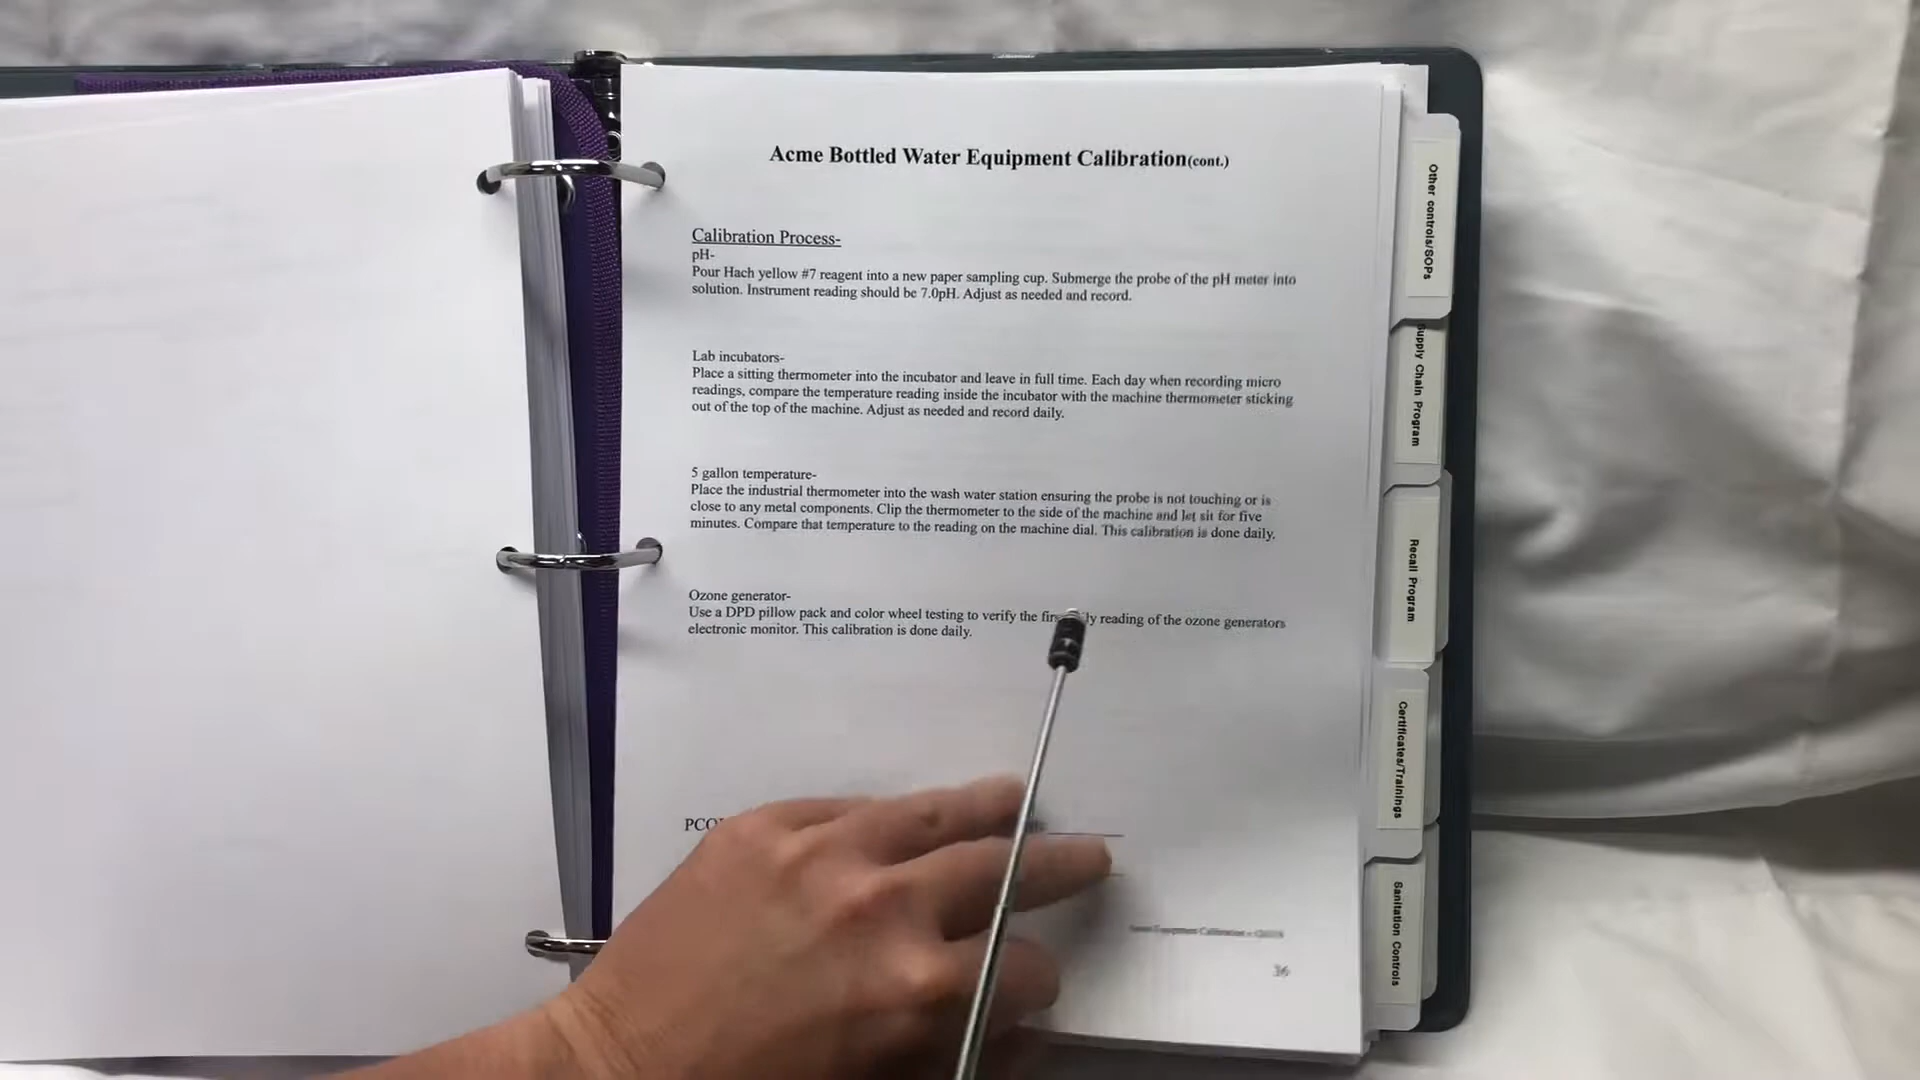 Acme Bottled Water Equipment Calibration(cont.)
Calibration Process-
pH-
Pour Hach yellow #7 reagent into a new paper sampling cup. Submerge the probe of the pH meter into
solution. Instrument reading should be 7.0pH. Adjust as needed and record.
Lab incubators-
Place a sitting thermometer into the incubator and leave in full time. Each day when recording micro
readings, compare the temperature reading inside the incubator with the machine thermometer sticking
out of the top of the machine. Adjust as needed and record daily.
5 gallon temperature-
Place the industrial thermometer into the wash water station ensuring the probe is not touching or is
close to any metal components. Clip the thermometer to the side of the machine and let sit for five
minutes. Compare that temperature to the reading on the machine dial. This calibration is done daily.
Ozone generator-
Use a DPD pillow pack and color wheel testing to verify the reading of the ozone generators
electronic monitor. This calibration is done daily.
Equipment Calibration
36
Other controls/SOPs
Supply Chain Program
Recall Program
Certificates/Trainings
Sanitation Controls